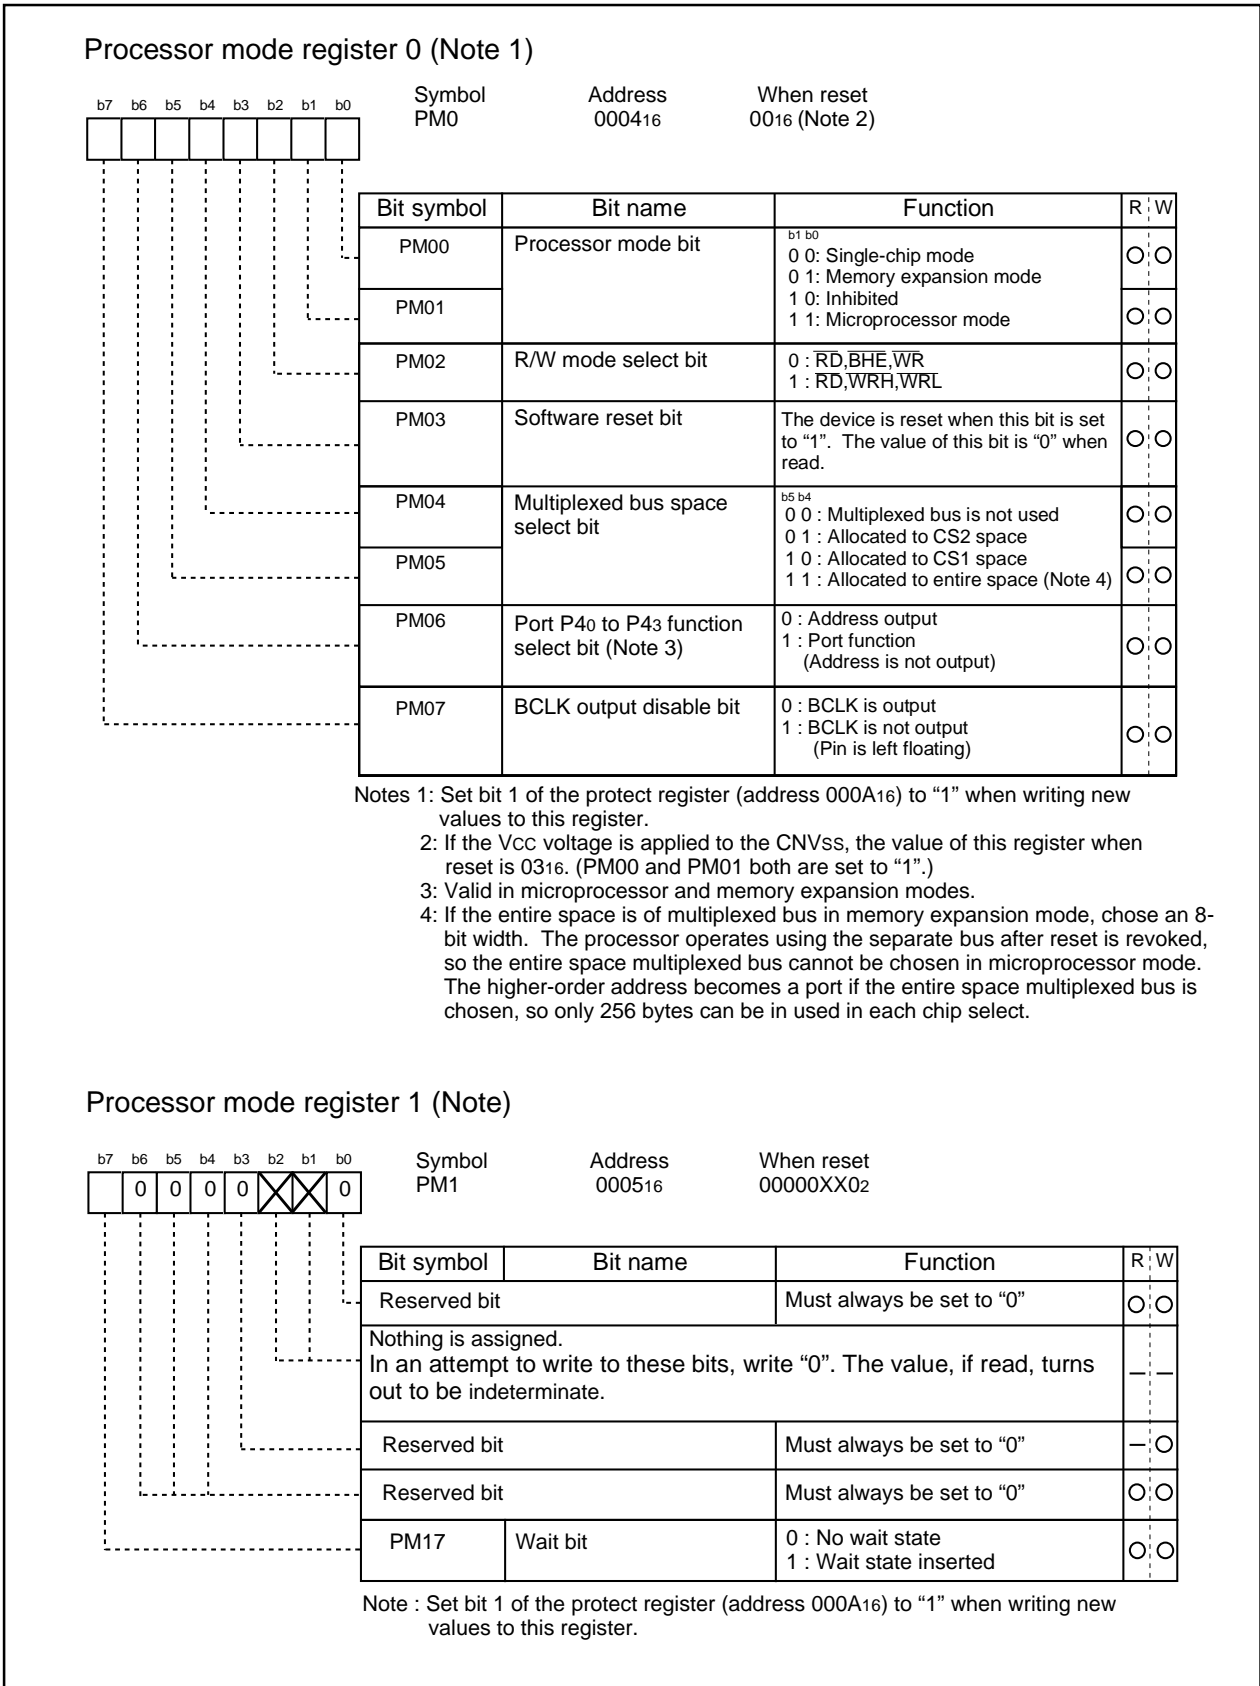 Processor mode register 0 (Note 1)
Symbol Address When reset
b7 b6 b5 b4 b3 b2 b1 b0
PM0 000416 0016 (Note 2)
Bit symbol Bit name Function R W
PM00 Processor mode bit b1 b0
0 0: Single-chip mode
0 1: Memory expansion mode
PM01 1 0: Inhibited
1 1: Microprocessor mode
PM02 R/W mode select bit 0 : RD,BHE,WR
1 : RD,WRH,WRL
PM03 Software reset bit The device is reset when this bit is set
to “1”. The value of this bit is “0” when
read.
PM04 Multiplexed bus space b5 b4
select bit 0 0 : Multiplexed bus is not used
0 1 : Allocated to CS2 space
PM05 1 0 : Allocated to CS1 space
1 1 : Allocated to entire space (Note 4)
PM06 Port P40 to P43 function 0 : Address output
select bit (Note 3) 1 : Port function
(Address is not output)
PM07 BCLK output disable bit 0 : BCLK is output
1 : BCLK is not output
(Pin is left floating)
Notes 1: Set bit 1 of the protect register (address 000A16) to “1” when writing new
values to this register.
2: If the VCC voltage is applied to the CNVSS, the value of this register when
reset is 0316. (PM00 and PM01 both are set to “1”.)
3: Valid in microprocessor and memory expansion modes.
4: If the entire space is of multiplexed bus in memory expansion mode, chose an 8-
bit width. The processor operates using the separate bus after reset is revoked,
so the entire space multiplexed bus cannot be chosen in microprocessor mode.
The higher-order address becomes a port if the entire space multiplexed bus is
chosen, so only 256 bytes can be in used in each chip select.
Processor mode register 1 (Note)
b7 b6 b5 b4 b3 b2 b1 b0 Symbol Address When reset
0 0 0 0 0 PM1 000516 00000XX02
Bit symbol Bit name Function R W
Reserved bit Must always be set to “0”
Nothing is assigned.
In an attempt to write to these bits, write “0”. The value, if read, turns
out to be indeterminate.
Reserved bit Must always be set to “0”
Reserved bit Must always be set to “0”
PM17 Wait bit 0 : No wait state
1 : Wait state inserted
Note : Set bit 1 of the protect register (address 000A16) to “1” when writing new
values to this register.